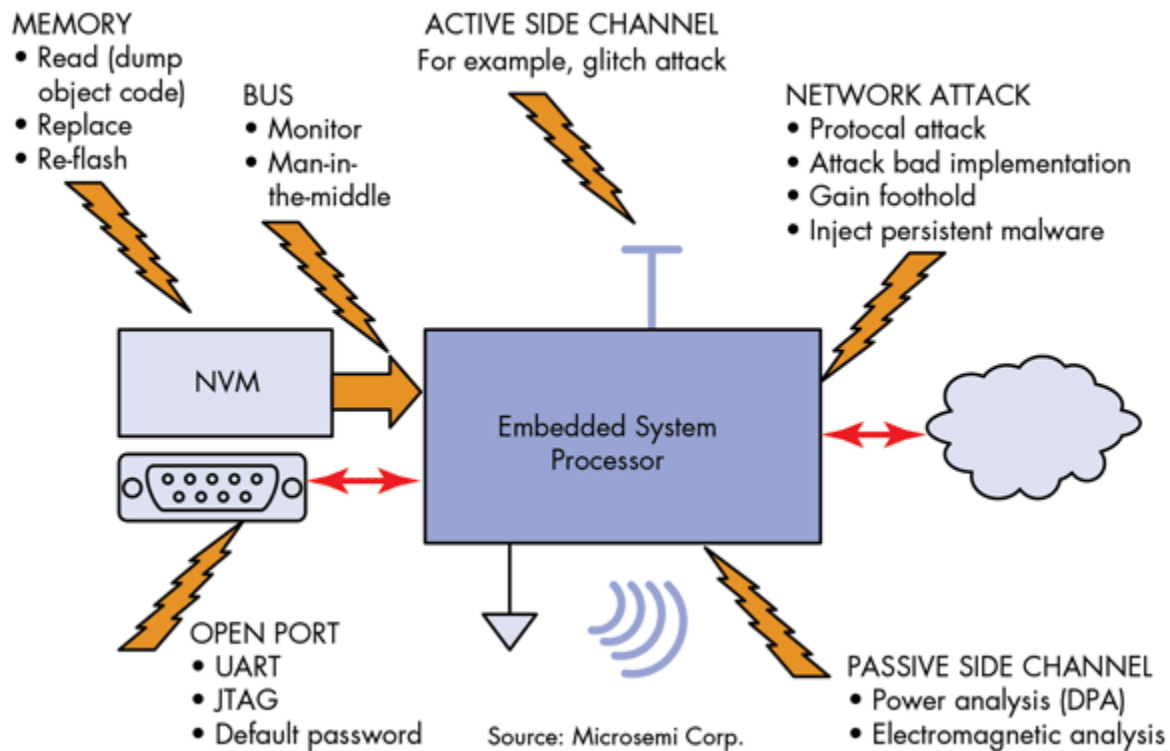 MEMORY
• Read (dump
object code)
• Replace
• Re-flash
BUS
• Monitor
• Man-in-
the-middle
ACTIVE SIDE CHANNEL
For example, glitch attack
NETWORK ATTACK
• Protocal attack
• Attack bad implementation
• Gain foothold
• Inject persistent malware
NVM
Embedded System
Processor
OPEN PORT
• UART
• JTAG
• Default password
Source: Microsemi Corp.
PASSIVE SIDE CHANNEL
• Power analysis (DPA)
• Electromagnetic analysis